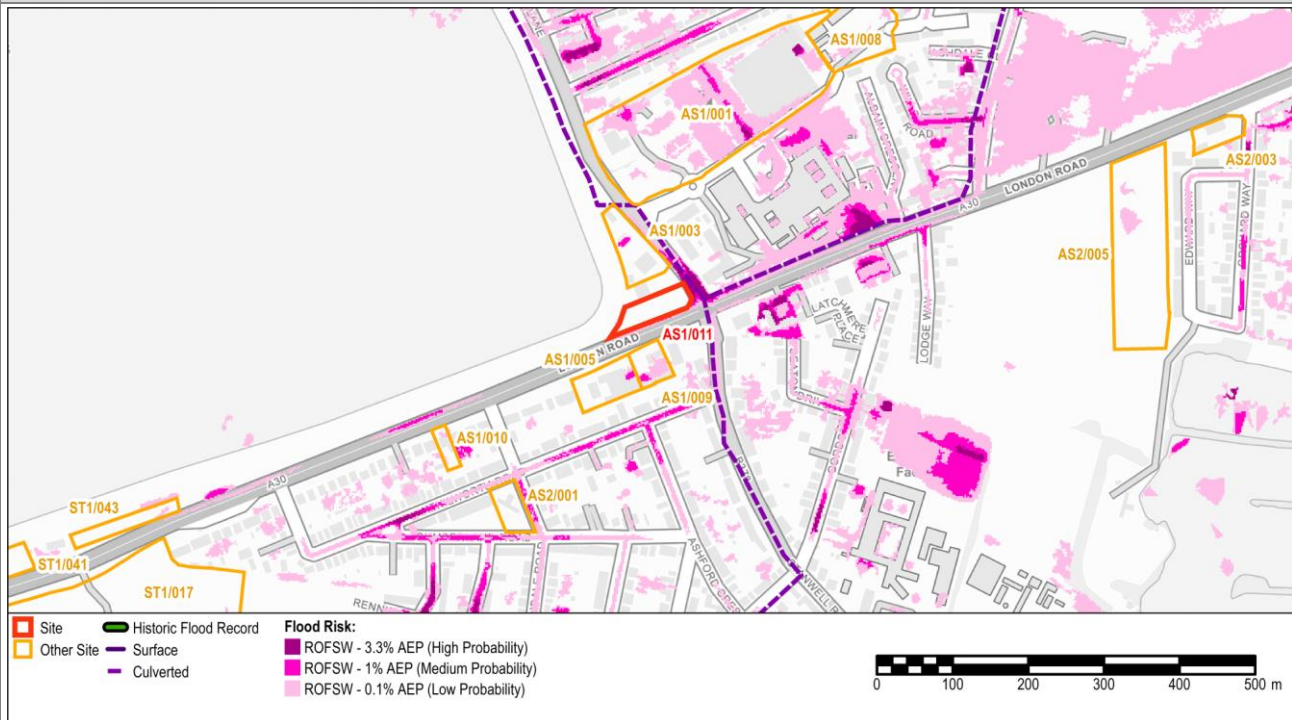 LANE
AS1/008
ASHDALE
AS1/001
ROAD
LONDON ROAD
A30
AS2/003
AS1/003
AS2/005
EDWARD WAY
LATCHMERE
PLACE
LODGE WAY
AS1/011
AS1/005
AS1/009
AS1/010
A30
AS2/001
ST1/043
ST1/041
ST1/017
Site
Other Site
Historic Flood Record
Surface
Culverted
Flood Risk:
ROFSW - 3.3% AEP (High Probability)
ROFSW - 1% AEP (Medium Probability)
ROFSW - 0.1% AEP (Low Probability)
0 100 200 300 400 500 m